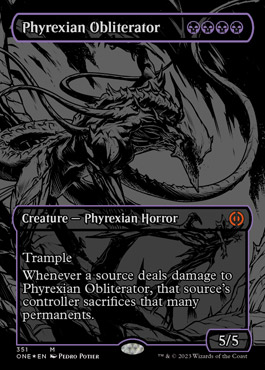 Phyrexian Obliterator
Creature — Phyrexian Horror
Trample
Whenever a source deals damage to
Phyrexian Obliterator, that source's
controller sacrifices that many
permanents.
5/5
351 M
ONE EN PEDRO POTIER
™ & © 2023 Wizards of the Coast